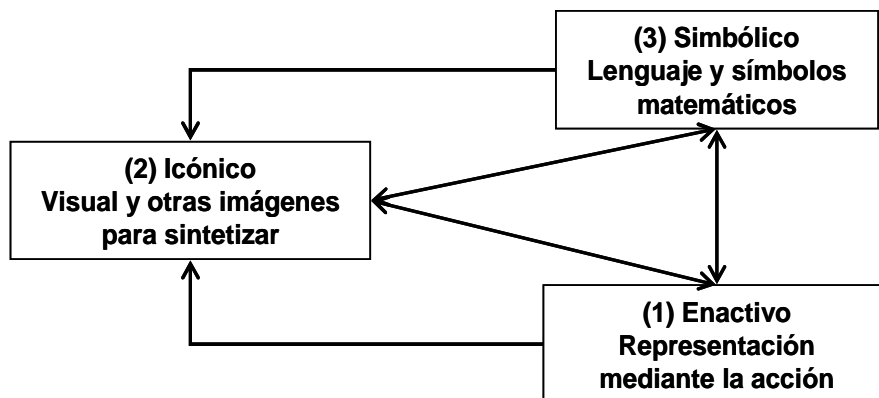 (3) Simbólico
Lenguaje y símbolos
matemáticos
(2) Icónico
Visual y otras imágenes
para sintetizar
(1) Enactivo
Representación
mediante la acción